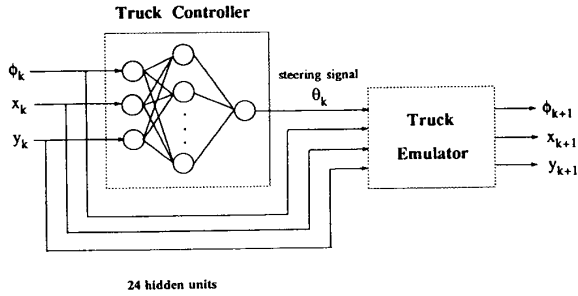 Truck Controller
ϕk
xk
yk
steering signal
θk
Truck
Emulator
ϕk+1
xk+1
yk+1
24 hidden units